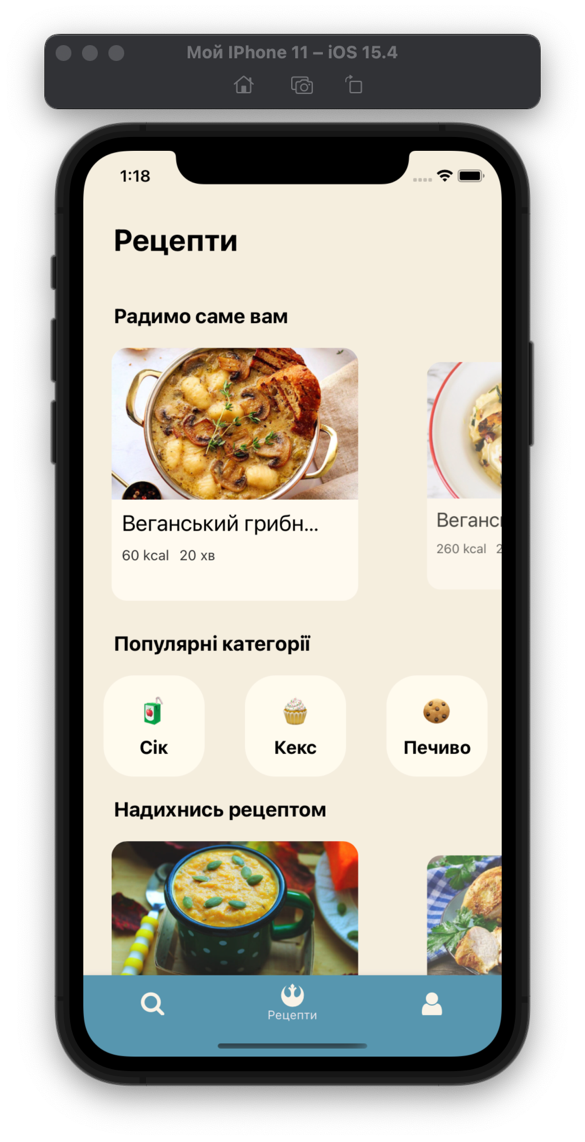 Мой IPhone 11 – iOS 15.4
1:18
Рецепти
Радимо саме вам
Веганський грибн...
60 kcal 20 хв
260 kcal
Популярні категорії
Сік
Кекс
Печиво
Надихнись рецептом
Рецепти